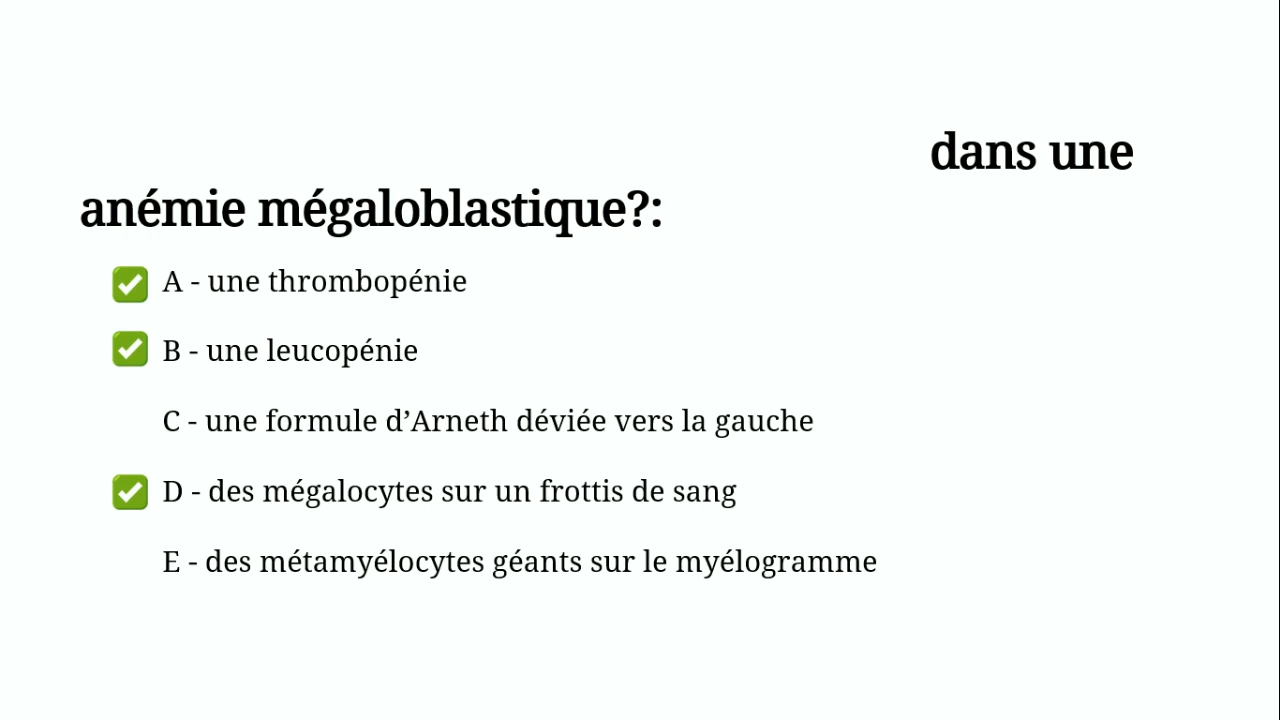 dans une
anémie mégaloblastique?:
A - une thrombopénie
B - une leucopénie
C - une formule d’Arneth déviée vers la gauche
D - des mégalocytes sur un frottis de sang
E - des métamyélocytes géants sur le myélogramme